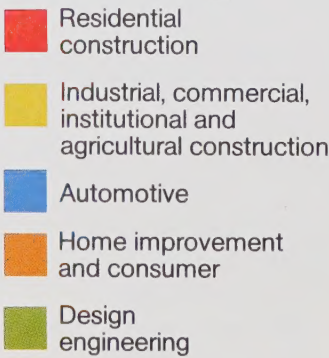 Residential
construction
Industrial, commercial,
institutional and
agricultural construction
Automotive
Home improvement
and consumer
Design
engineering